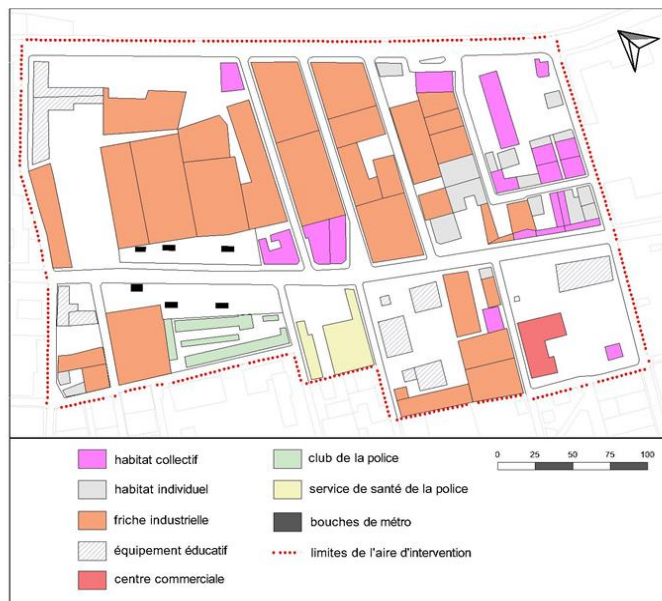 habitat collectif
club de la police
habitat individuel
service de santé de la police
friche industrielle
bouches de métro
équipement éducatif
limites de l'aire d'intervention
centre commerciale
0 25 50 75 100